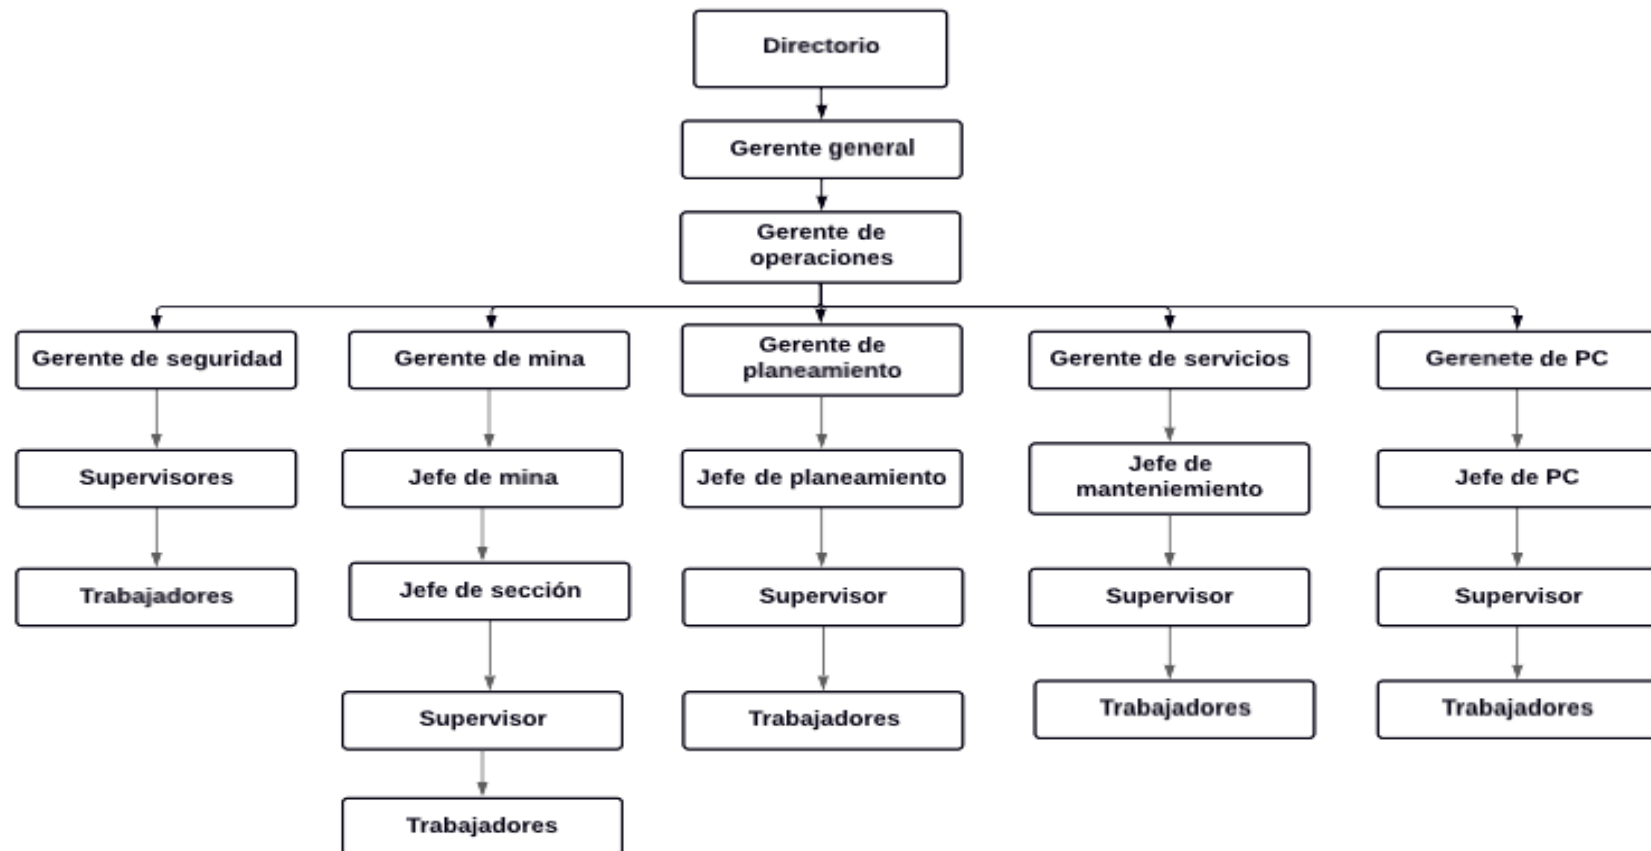 Directorio
Gerente general
Gerente de
operaciones
Gerente de seguridad
Gerente de mina
Gerente de
planeamiento
Gerente de servicios
Gerenete de PC
Supervisores
Jefe de mina
Jefe de planeamiento
Jefe de
manteniemiento
Jefe de PC
Trabajadores
Jefe de sección
Supervisor
Supervisor
Supervisor
Supervisor
Trabajadores
Trabajadores
Trabajadores
Trabajadores